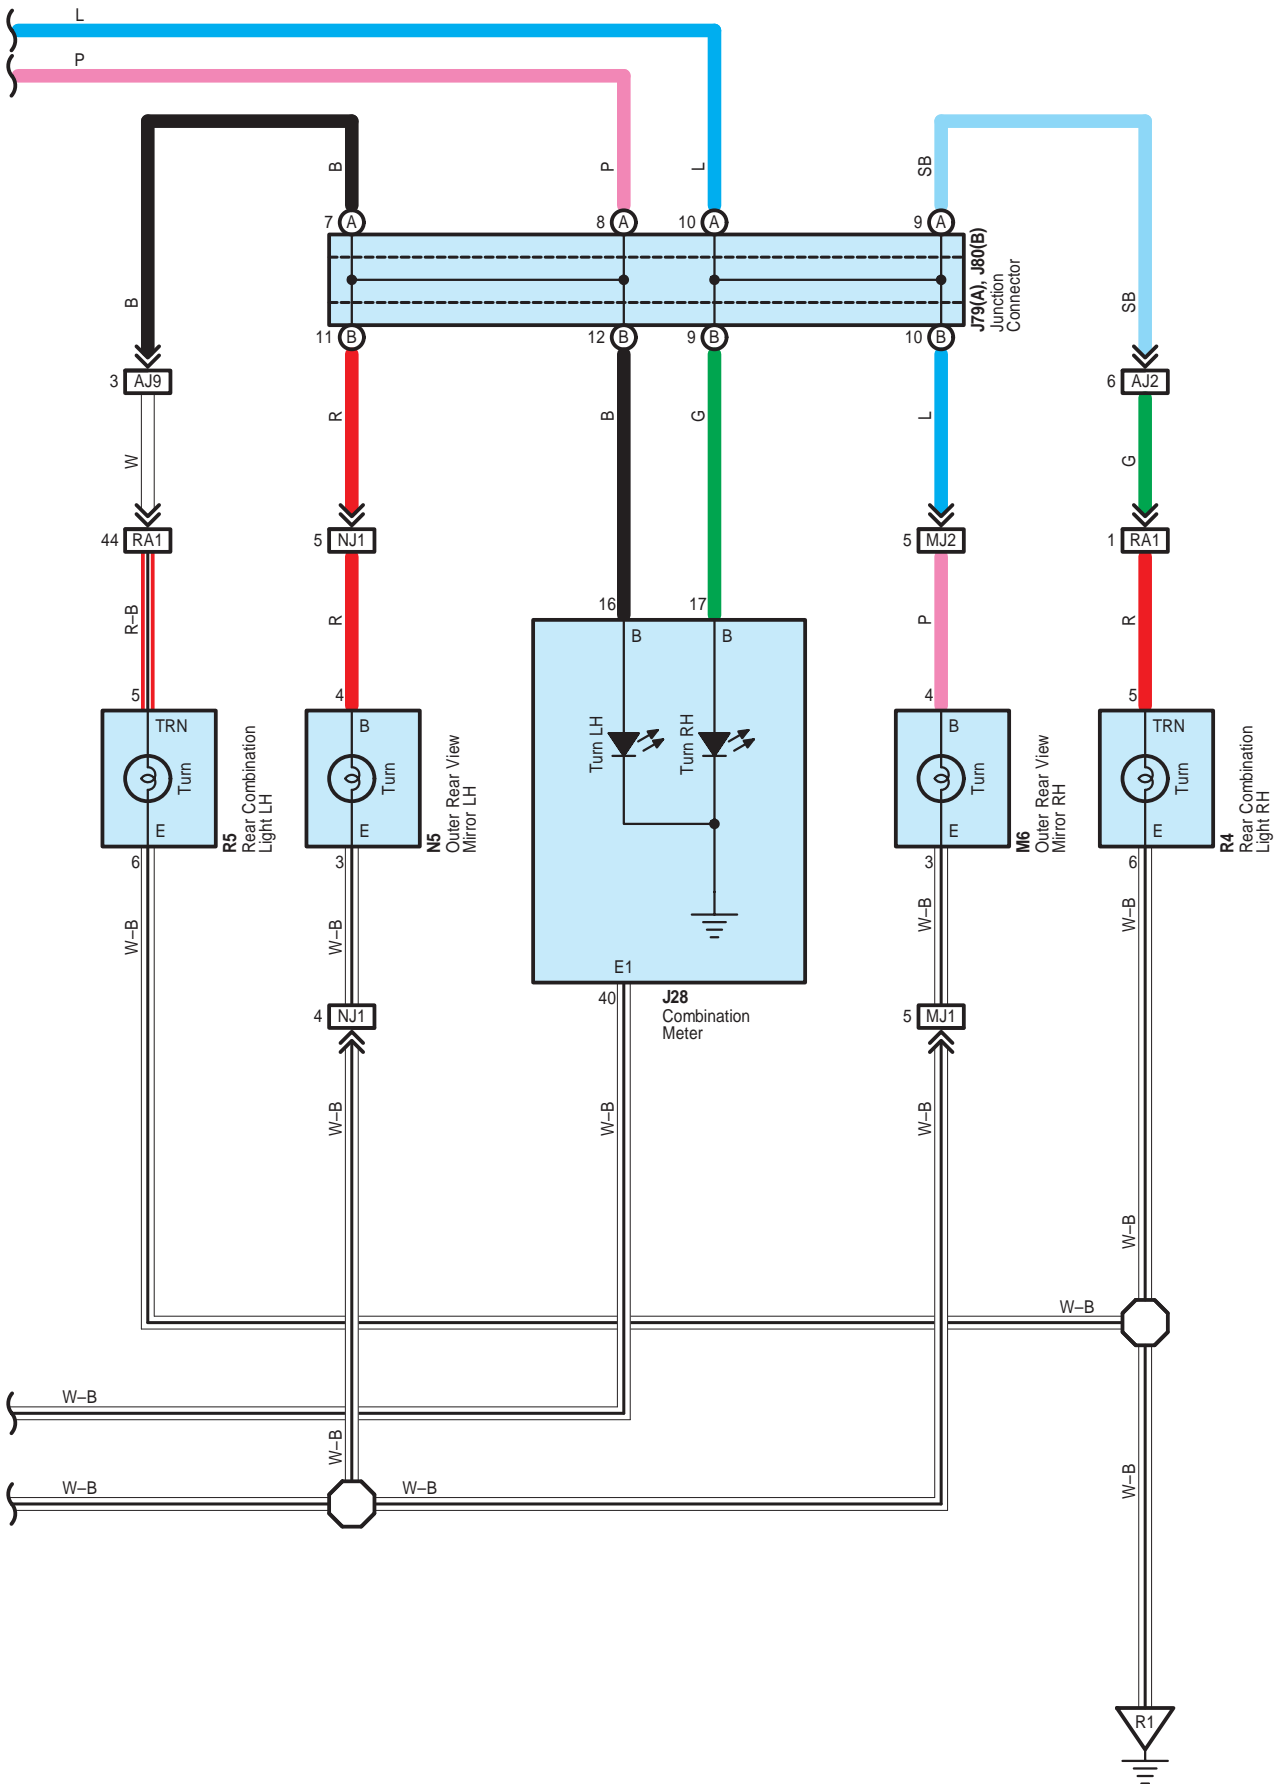 L
P
B
P
L
SB
7 A
8 A
10 A
9 A
J79(A), J80(B)
Junction
Connector
B
SB
11 B
12 B
9 B
10 B
3 AJ9
6 AJ2
R
B
G
L
W
G
44 RA1
5 NJ1
5 MJ2
1 RA1
R–B
R
P
R
16
17
B
B
5
4
4
5
TRN
B
B
TRN
Turn
Turn
Turn LH
Turn RH
Turn
Turn
E
E
E
E
R5
Rear Combination
Light LH
N5
Outer Rear View
Mirror LH
M6
Outer Rear View
Mirror RH
R4
Rear Combination
Light RH
6
3
3
6
W–B
W–B
W–B
W–B
E1
40
J28
Combination
Meter
4 NJ1
5 MJ1
W–B
W–B
W–B
W–B
W–B
W–B
W–B
W–B
W–B
W–B
R1